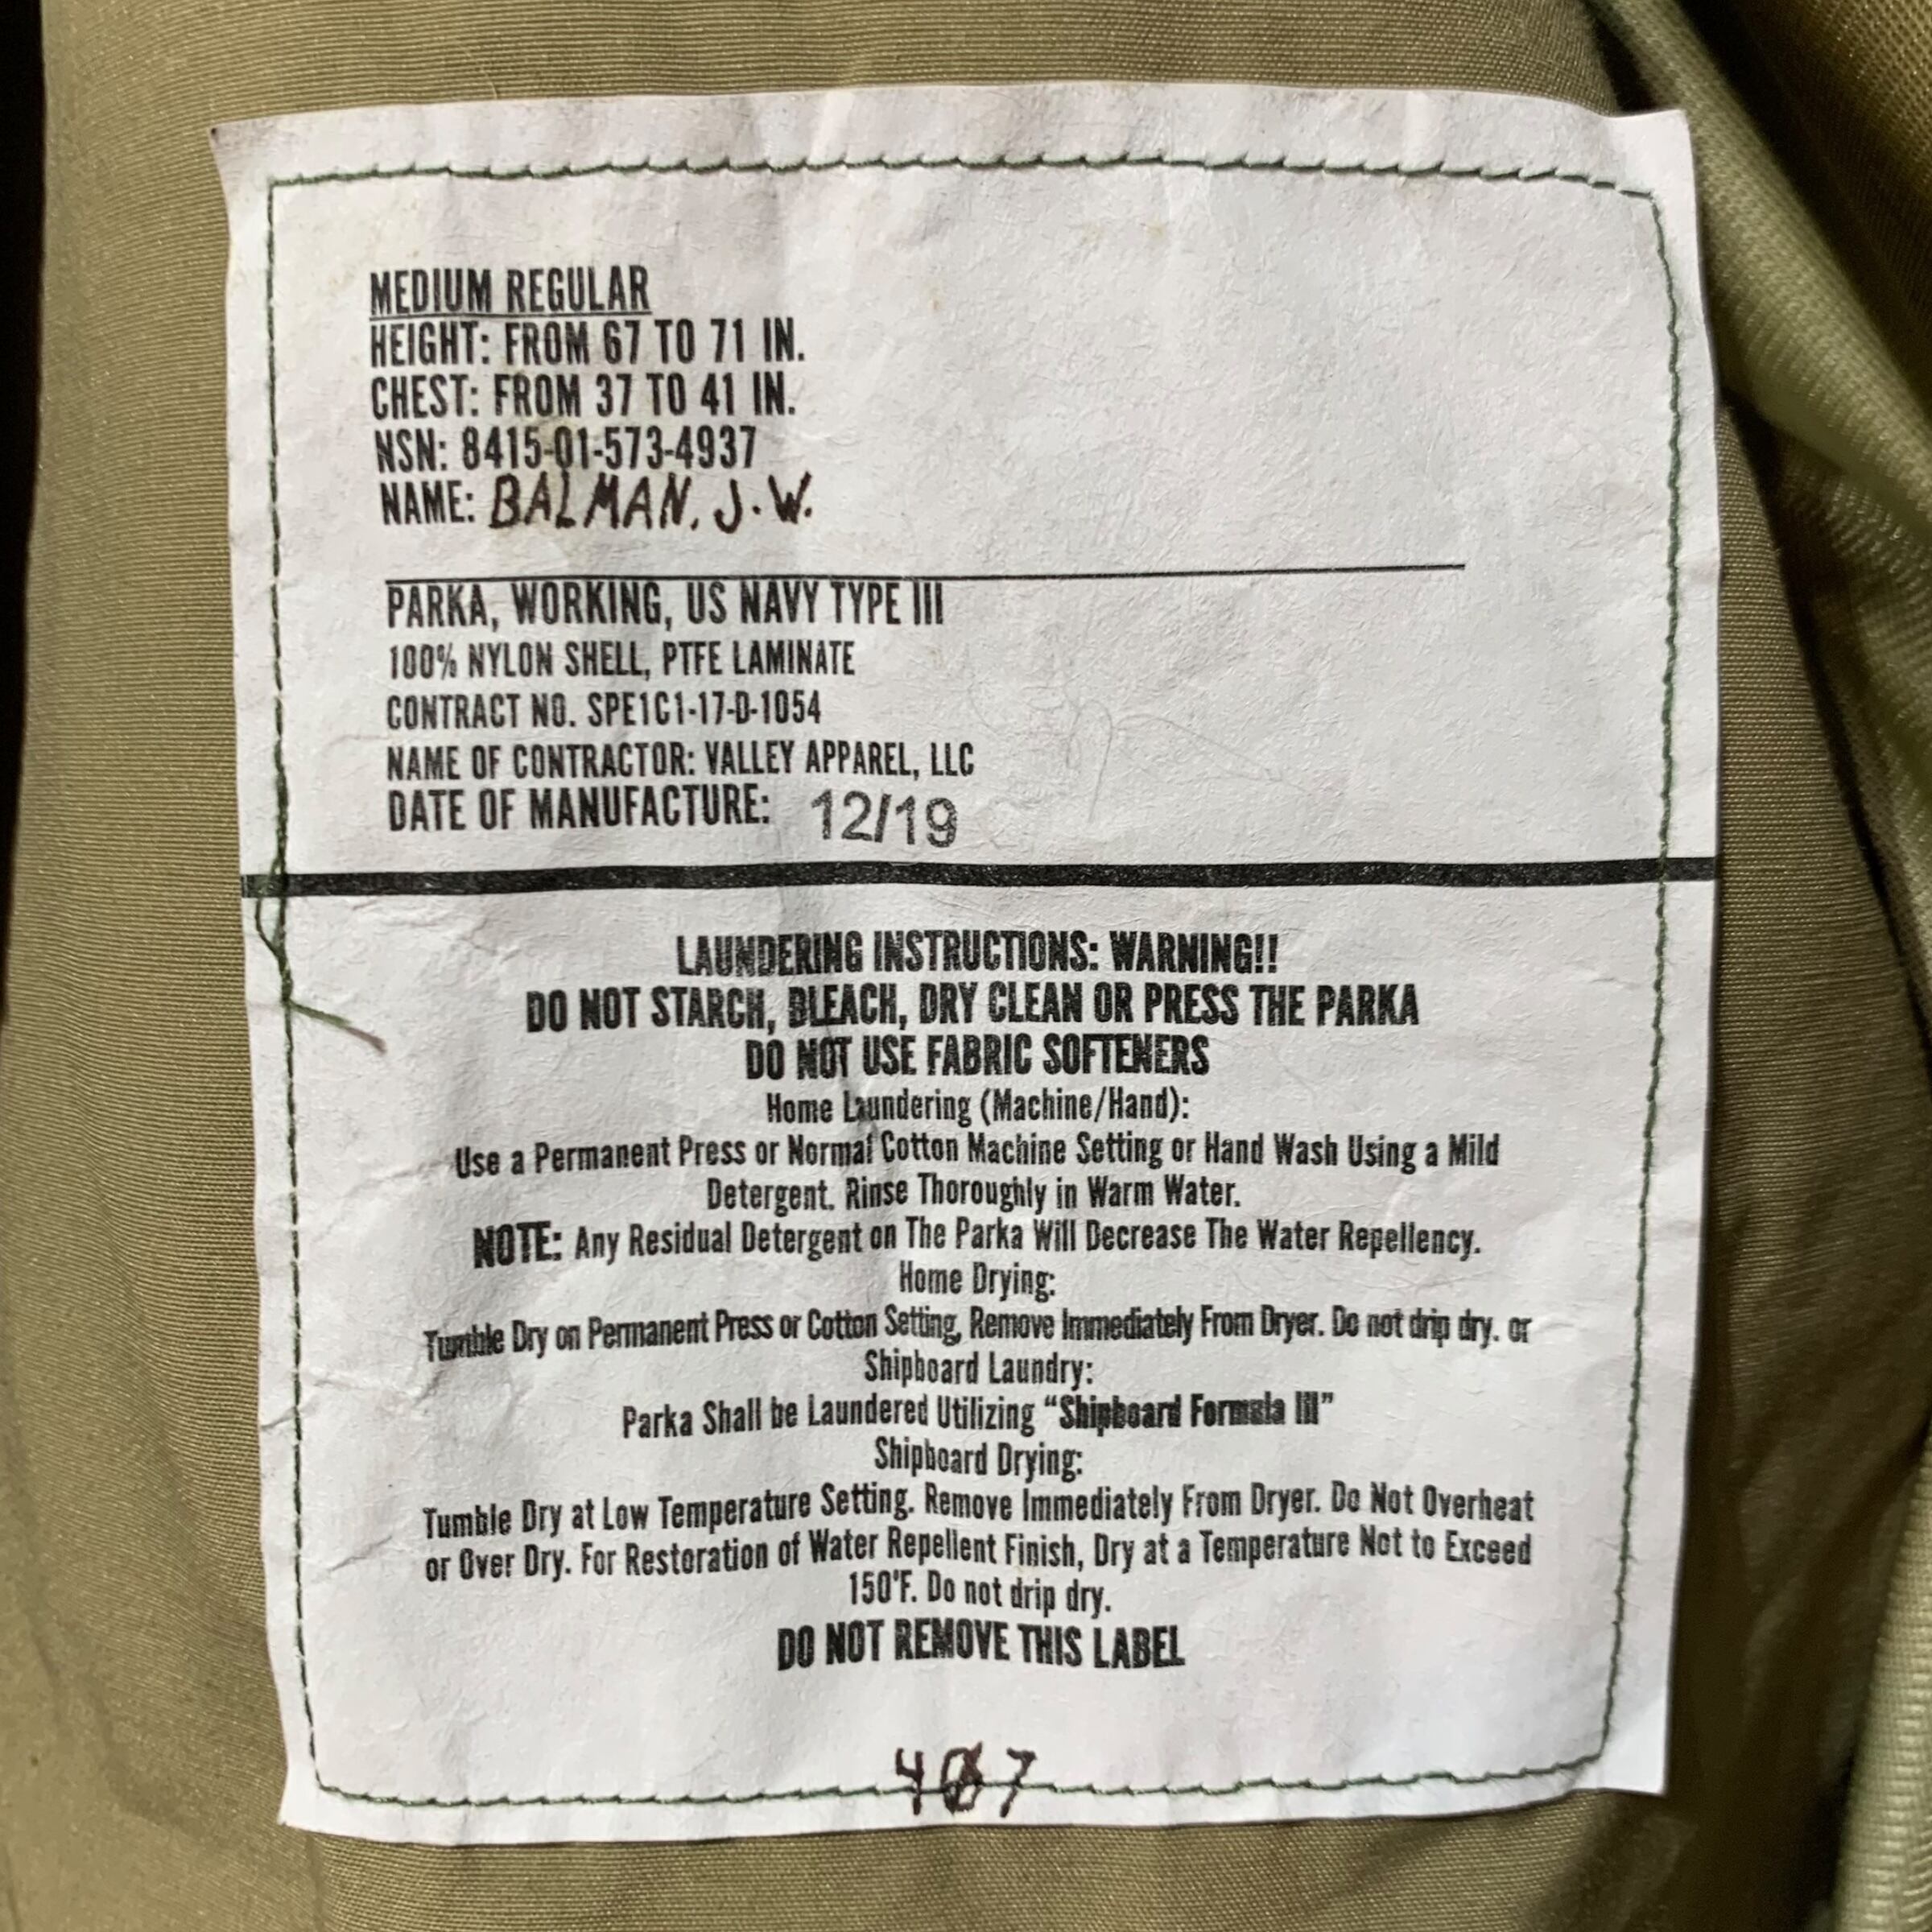 MEDIUM REGULAR
HEIGHT: FROM 67 TO 71 IN.
CHEST: FROM 37 TO 41 IN.
NSN: 8415-01-573-4937
NAME: BALMAN, J.W.
PARKA, WORKING, US NAVY TYPE III
100% NYLON SHELL, PTFE LAMINATE
CONTRACT NO. SPE1C1-17-D-1054
NAME OF CONTRACTOR: VALLEY APPAREL, LLC
DATE OF MANUFACTURE: 12/19
LAUNDERING INSTRUCTIONS: WARNING!!
DO NOT STARCH, BLEACH, DRY CLEAN OR PRESS THE PARKA
DO NOT USE FABRIC SOFTENERS
Home Laundering (Machine/Hand):
Use a Permanent Press or Normal Cotton Machine Setting or Hand Wash Using a Mild
Detergent. Rinse Thoroughly in Warm Water.
NOTE: Any Residual Detergent on The Parka Will Decrease The Water Repellency.
Home Drying:
Tumble Dry on Permanent Press or Cotton Setting, Remove Immediately From Dryer. Do not drip dry. or
Shipboard Laundry:
Parka Shall be Laundered Utilizing “Shipboard Formula III”
Shipboard Drying:
Tumble Dry at Low Temperature Setting. Remove Immediately From Dryer. Do Not Overheat
or Over Dry. For Restoration of Water Repellent Finish, Dry at a Temperature Not to Exceed
150°F. Do not drip dry.
DO NOT REMOVE THIS LABEL